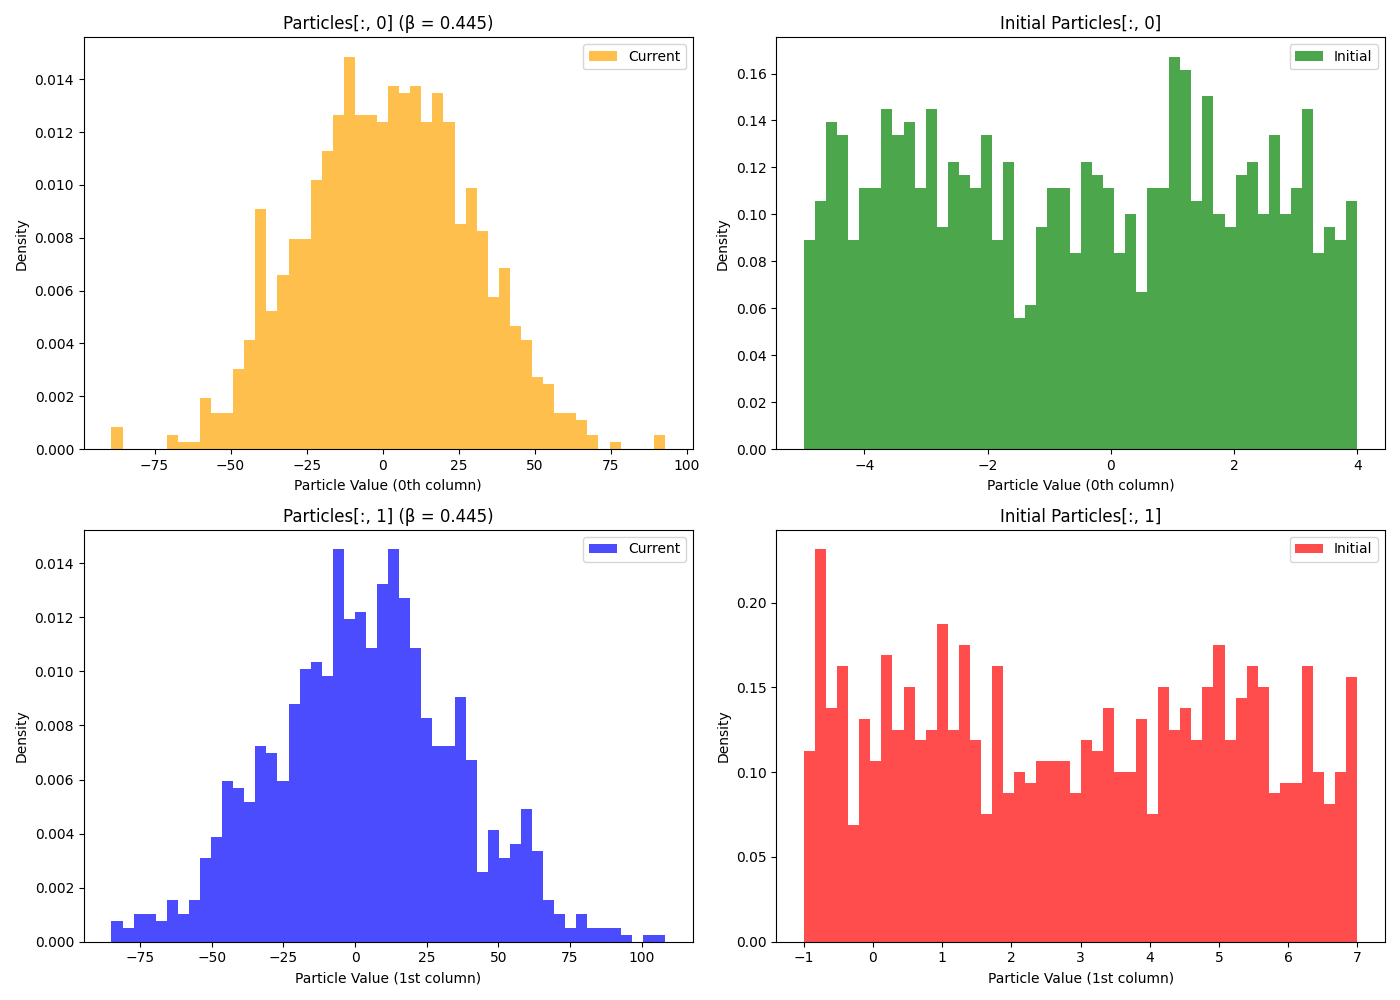 Particles[:, 0] (β = 0.445)
Current
Density
0.014
0.012
0.010
0.008
0.006
0.004
0.002
0.000
−75 −50 −25 0 25 50 75 100
Particle Value (0th column)
Initial Particles[:, 0]
Initial
Density
0.16
0.14
0.12
0.10
0.08
0.06
0.04
0.02
0.00
−4 −2 0 2 4
Particle Value (0th column)
Particles[:, 1] (β = 0.445)
Current
Density
0.014
0.012
0.010
0.008
0.006
0.004
0.002
0.000
−75 −50 −25 0 25 50 75 100
Particle Value (1st column)
Initial Particles[:, 1]
Initial
Density
0.20
0.15
0.10
0.05
0.00
−1 0 1 2 3 4 5 6 7
Particle Value (1st column)